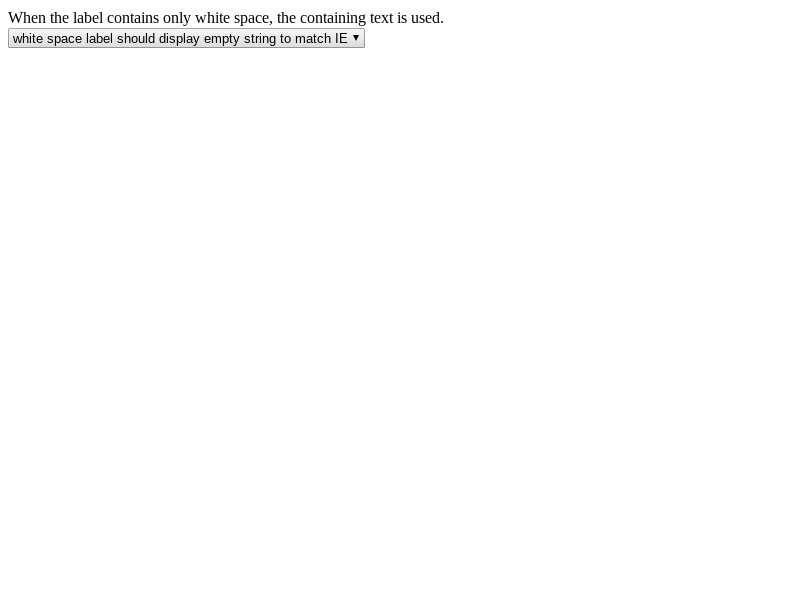 When the label contains only white space, the containing text is used.
white space label should display empty string to match IE